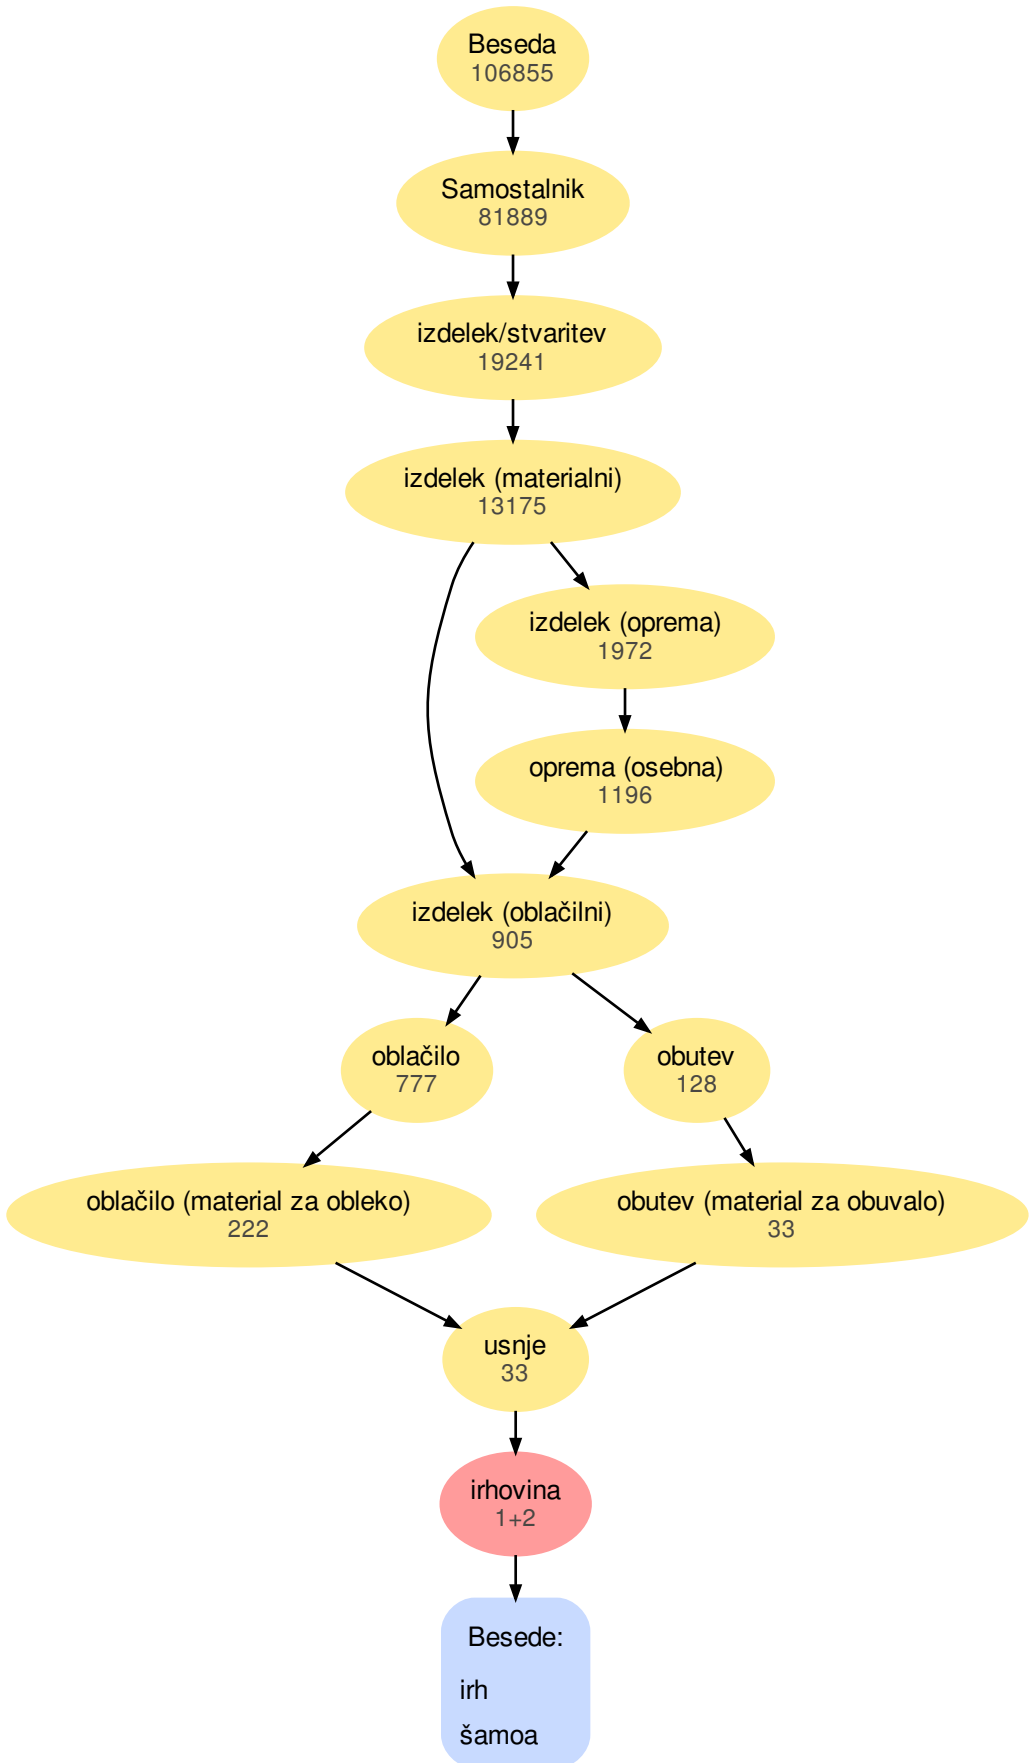 Beseda
106855
Samostalnik
81889
izdelek/stvaritev
19241
izdelek (materialni)
13175
izdelek (oprema)
1972
oprema (osebna)
1196
izdelek (oblačilni)
905
oblačilo
777
obutev
128
oblačilo (material za obleko)
222
obutev (material za obuvalo)
33
usnje
33
irhovina
1+2
Besede:
irh
šamoa